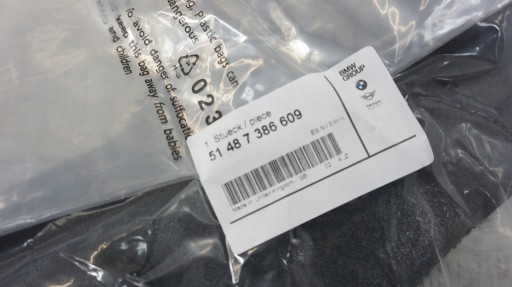 g, plastic bags can
dangerous
To avoid danger of suffocation
keep this bag away from babies
and children
023
BMW
GROUP
1 Stueck / piece
51 48 7 386 609
Made in United Kingdom